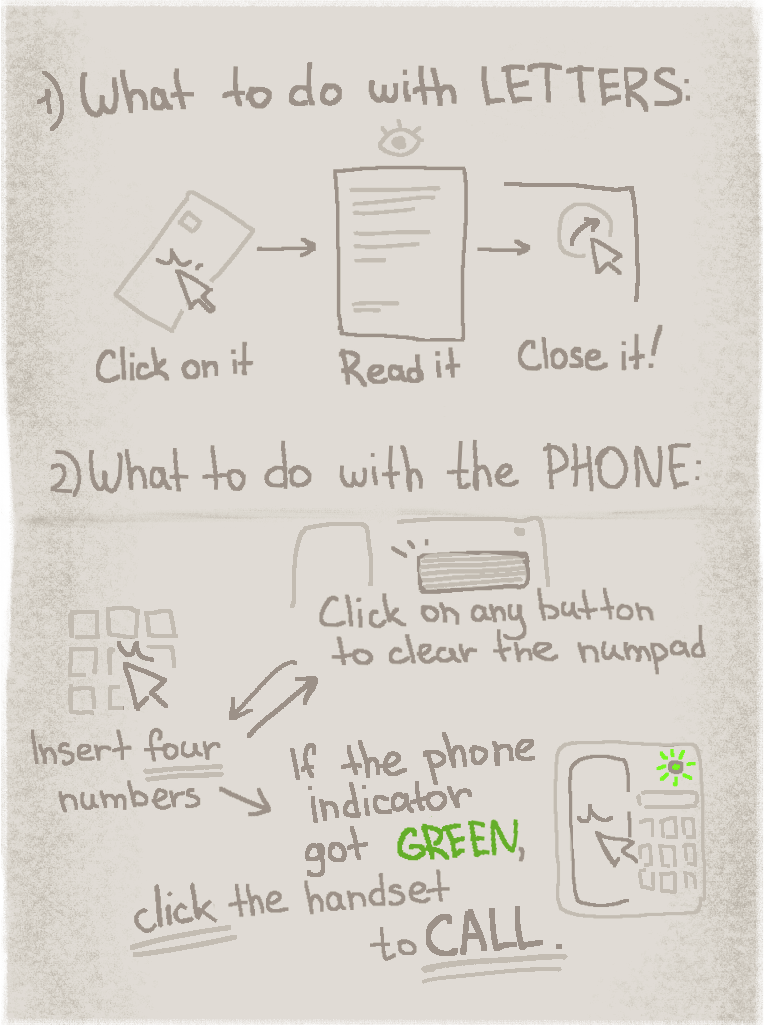 1) What to do with LETTERS:
Click on it
Read it
Close it!
2) What to do with the PHONE:
Click on any button
to clear the numpad
Insert four
numbers
If the phone
indicator
got GREEN,
click the handset
to CALL.